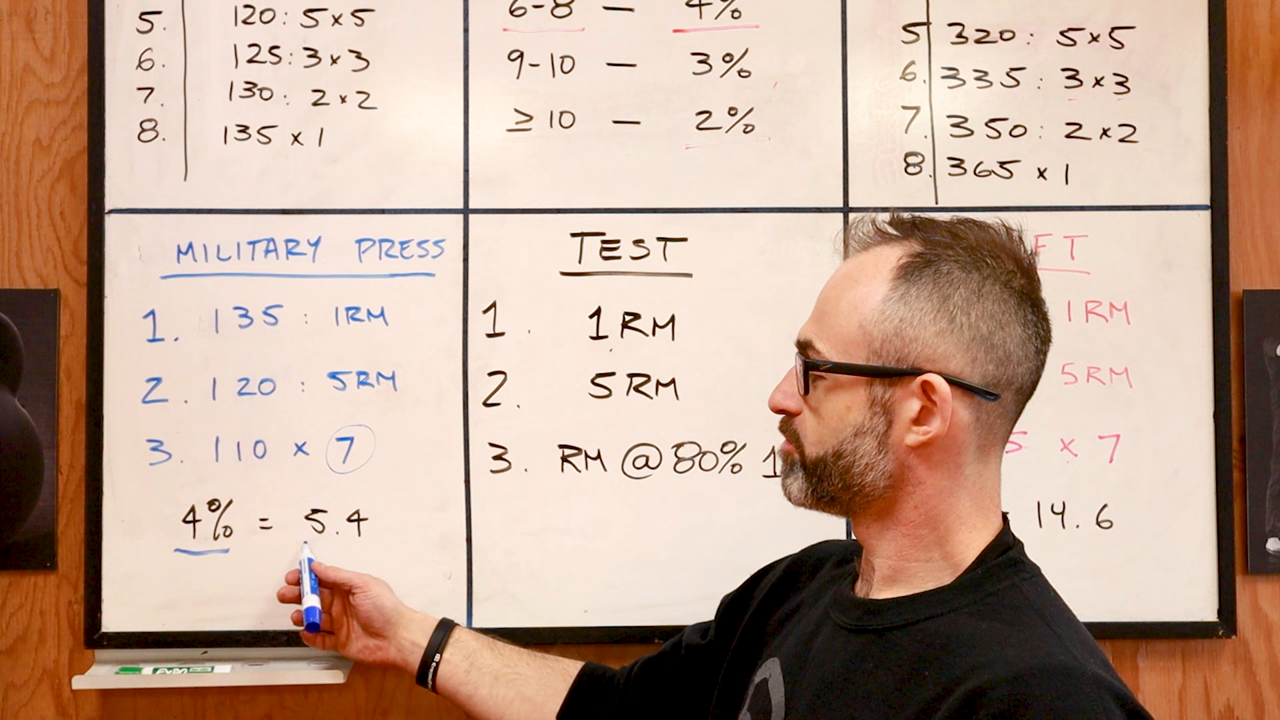 5. 120: 5x5
6. 125: 3x3
7. 130: 2x2
8. 135 x 1
6-8 — 4%
9-10 — 3%
≥10 — 2%
5 320: 5x5
6. 335: 3x3
7. 350: 2x2
8. 365 x 1
MILITARY PRESS
1. 135: 1RM
2. 120: 5RM
3. 110 x 7
4% = 5.4
TEST
1. 1RM
2. 5RM
3. RM @ 80% 1
1RM
5RM
x 7
14.6
EXPO